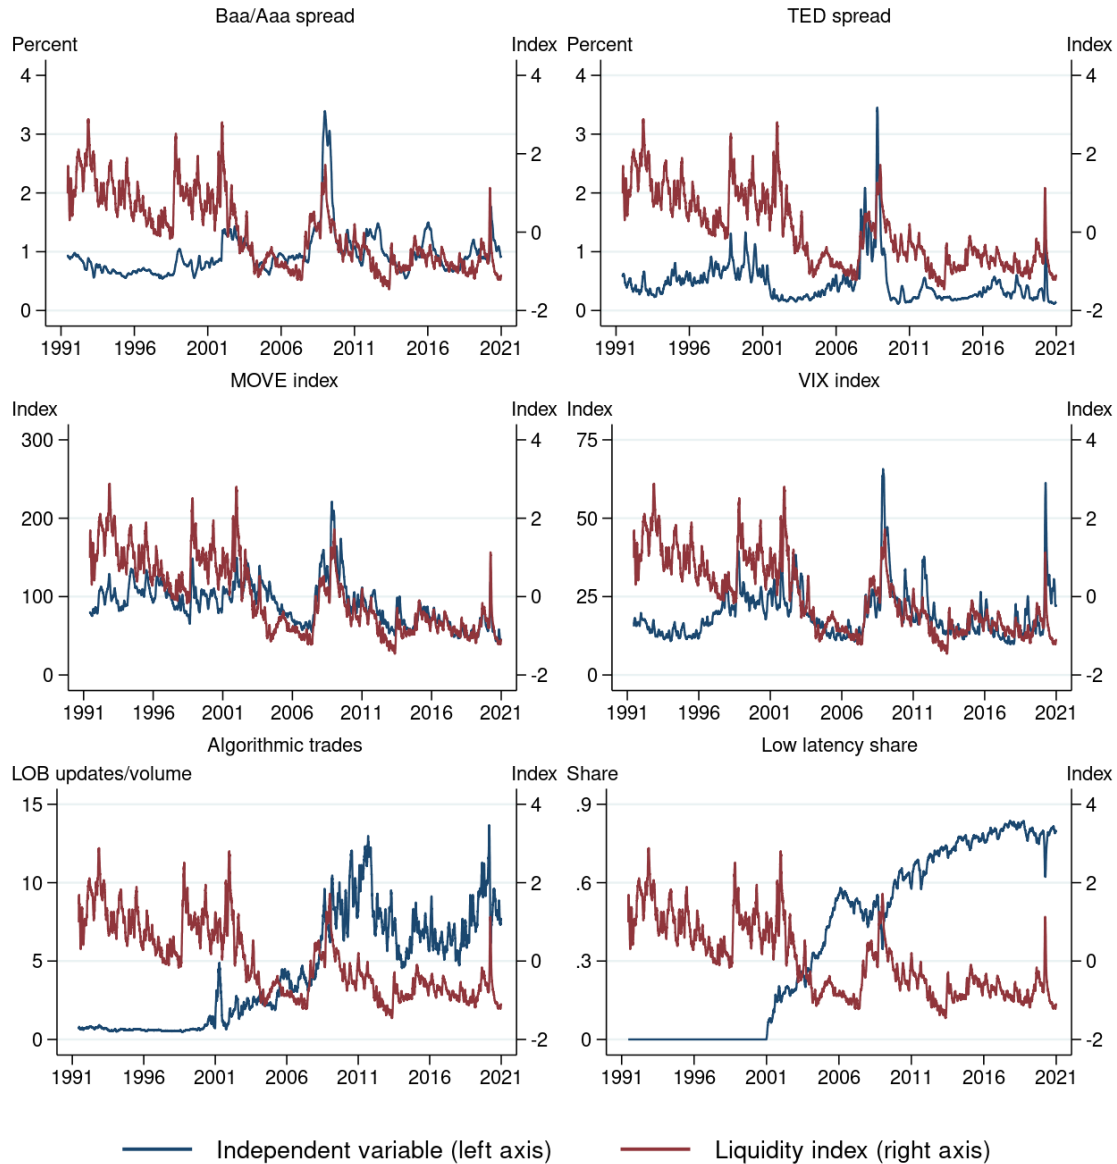 Baa/Aaa spread
Percent Index
4 4
3 2
2 0
1
0 -2
1991 1996 2001 2006 2011 2016 2021
TED spread
Percent Index
4 4
3 2
2 0
1
0 -2
1991 1996 2001 2006 2011 2016 2021
MOVE index
Index Index
300 4
200 2
100 0
0 -2
1991 1996 2001 2006 2011 2016 2021
VIX index
Index Index
75 4
50 2
25 0
0 -2
1991 1996 2001 2006 2011 2016 2021
Algorithmic trades
LOB updates/volume Index
15 4
10 2
5 0
0 -2
1991 1996 2001 2006 2011 2016 2021
Low latency share
Share Index
.9 4
.6 2
.3 0
0 -2
1991 1996 2001 2006 2011 2016 2021
Independent variable (left axis) Liquidity index (right axis)